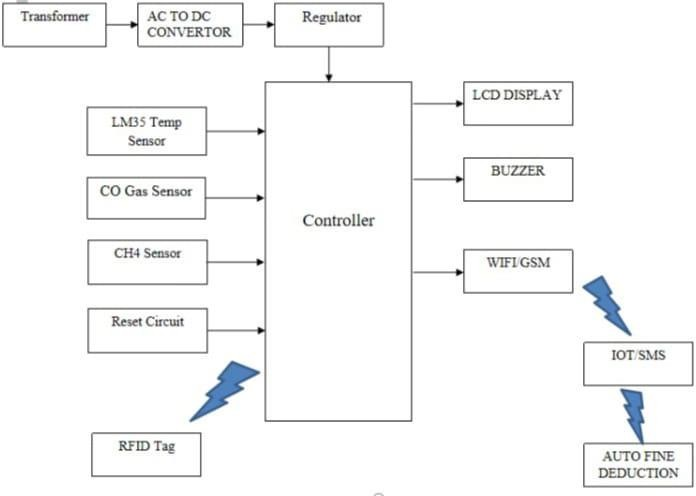 Transformer
AC TO DC
CONVERTOR
Regulator
LM35 Temp
Sensor
CO Gas Sensor
CH4 Sensor
Reset Circuit
RFID Tag
Controller
LCD DISPLAY
BUZZER
WIFI/GSM
IOT/SMS
AUTO FINE
DEDUCTION